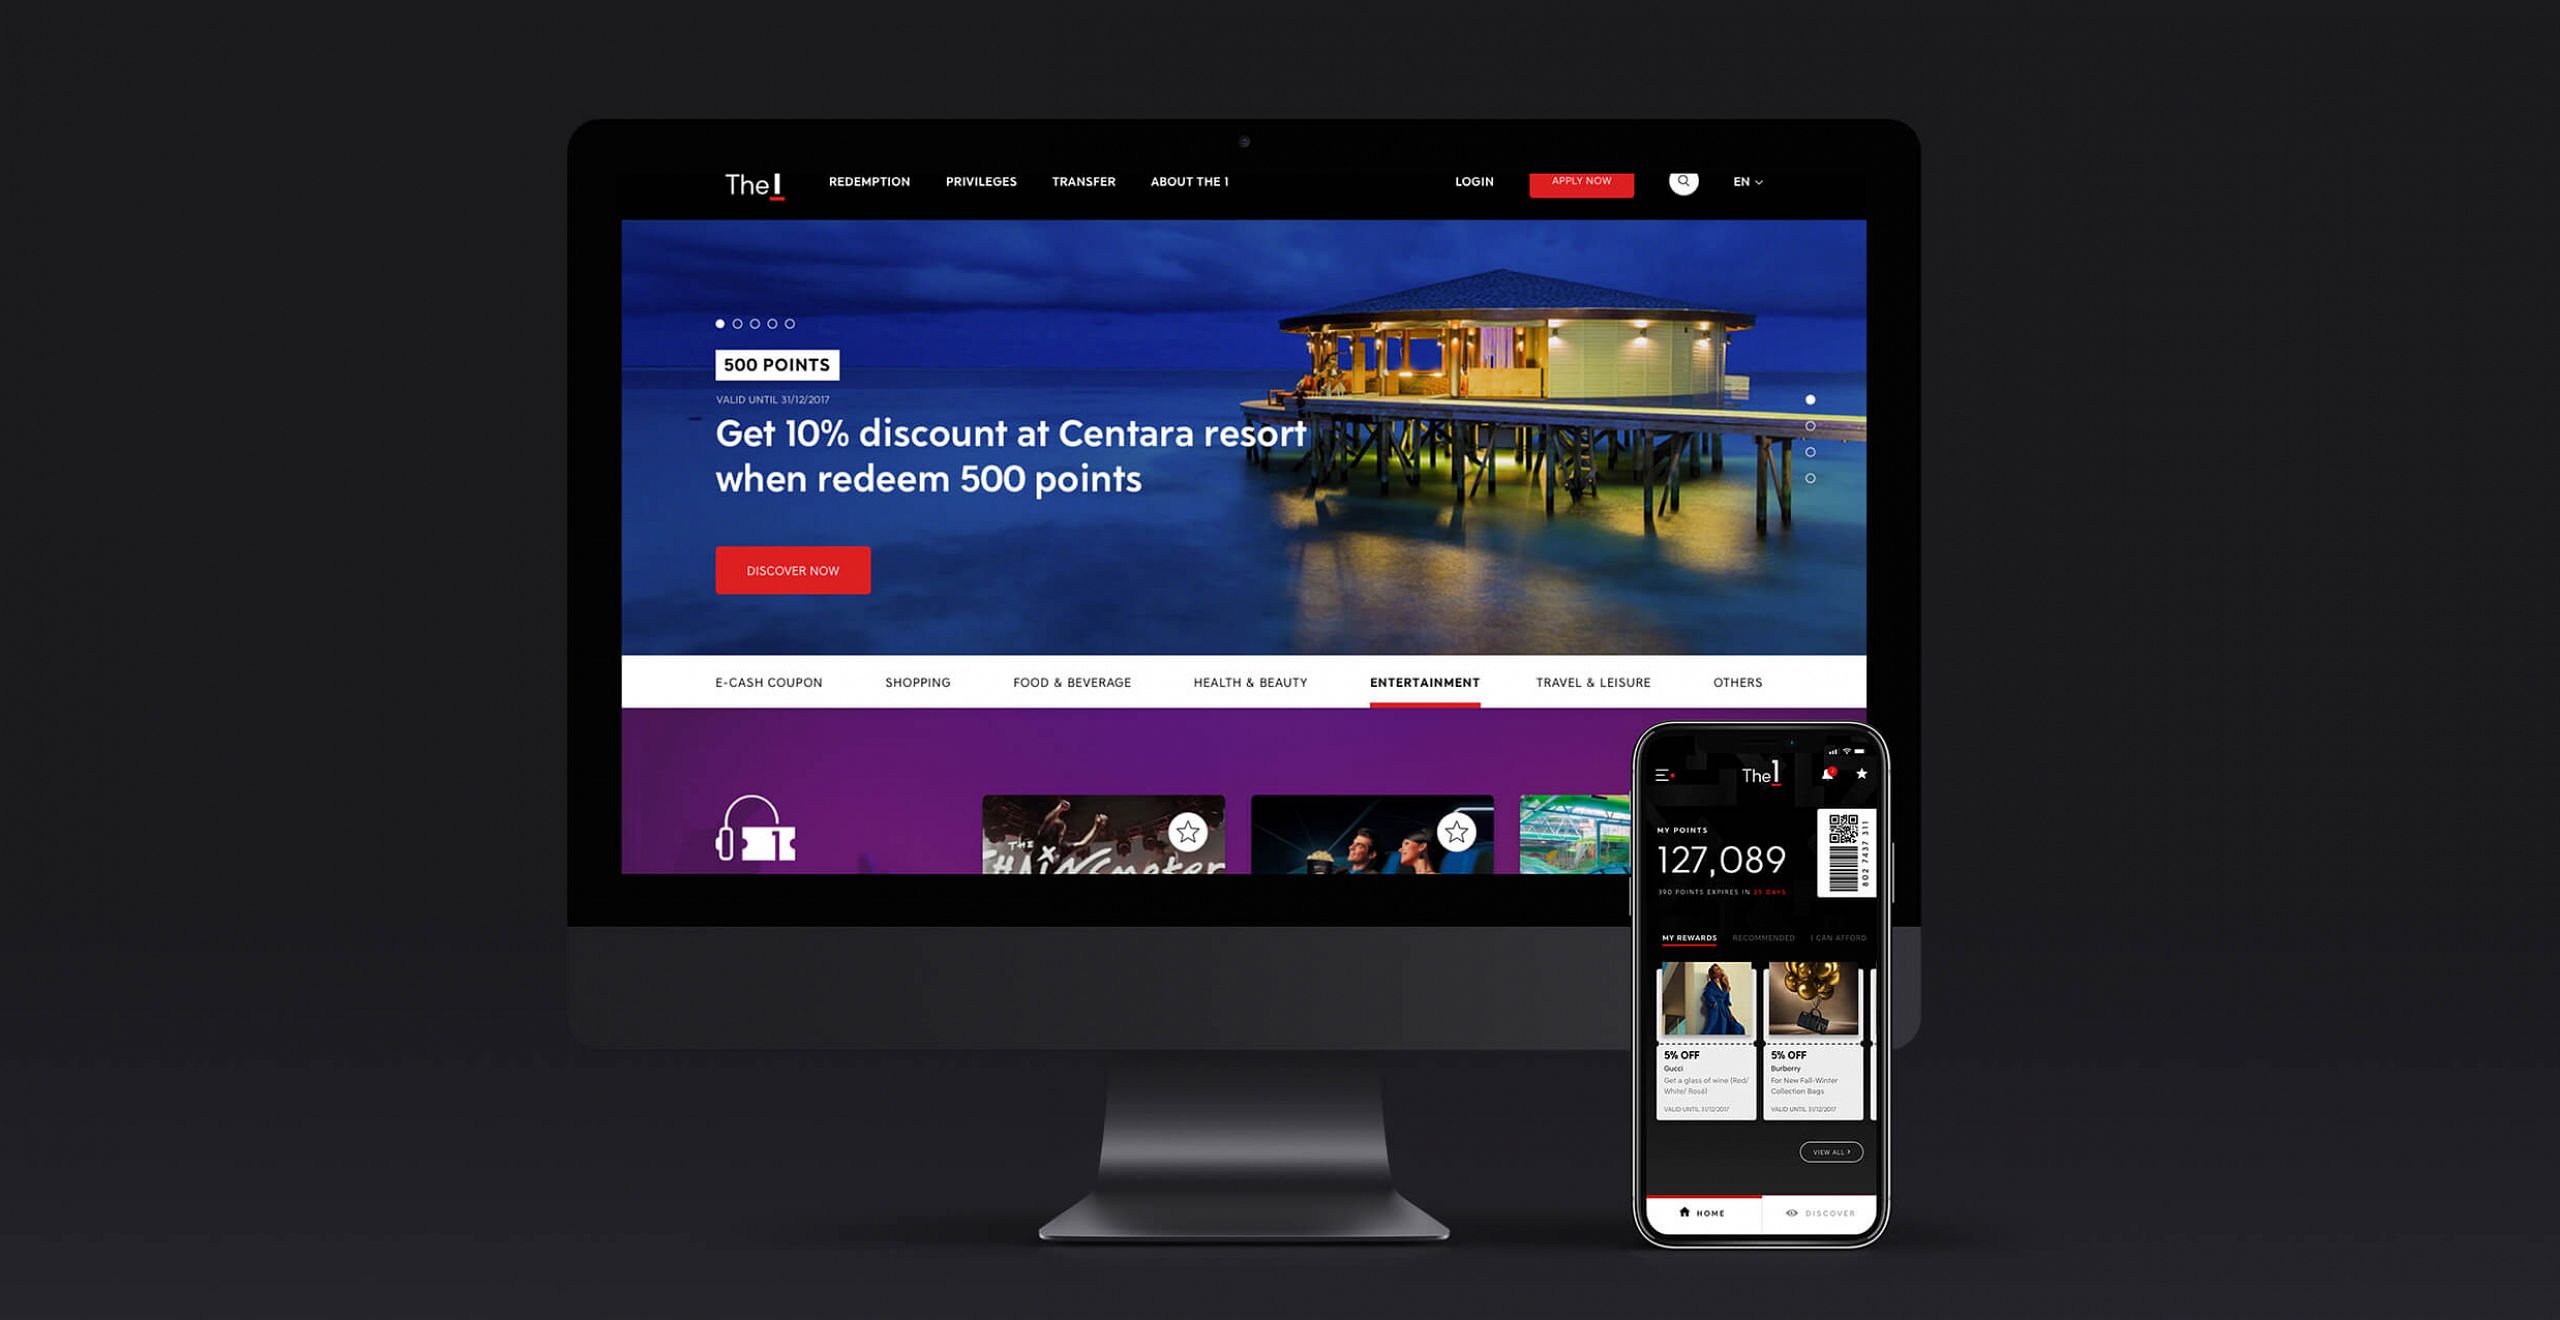 The 1
REDEMPTION
PRIVILEGES
TRANSFER
ABOUT THE 1
LOGIN
APPLY NOW
EN
500 POINTS
VALID UNTIL 31/12/2017
Get 10% discount at Centara resort
when redeem 500 points
DISCOVER NOW
E-CASH COUPON
SHOPPING
FOOD & BEVERAGE
HEALTH & BEAUTY
ENTERTAINMENT
TRAVEL & LEISURE
OTHERS
1
THE
The 1
MY POINTS
127,089
390 POINTS EXPIRES IN 25 DAYS
802 7437 311
MY REWARDS
RECOMMENDED
I CAN AFFORD
5% OFF
Gucci
Get a glass of wine (Red/
White/ Rosé)
VALID UNTIL 31/12/2017
5% OFF
Burberry
For New Fall-Winter
Collection Bags
VALID UNTIL 31/12/2017
VIEW ALL
HOME
DISCOVER